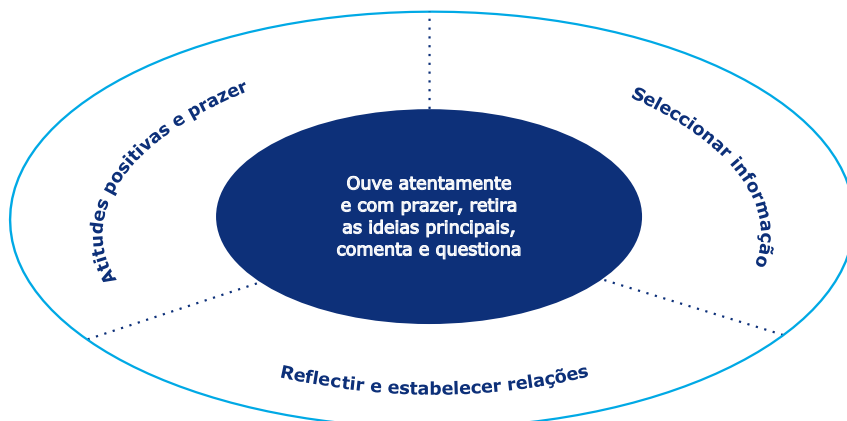 Atitudes positivas e prazer
Seleccionar informação
Ouve atentamente
e com prazer, retira
as ideias principais,
comenta e questiona
Reflectir e estabelecer relações